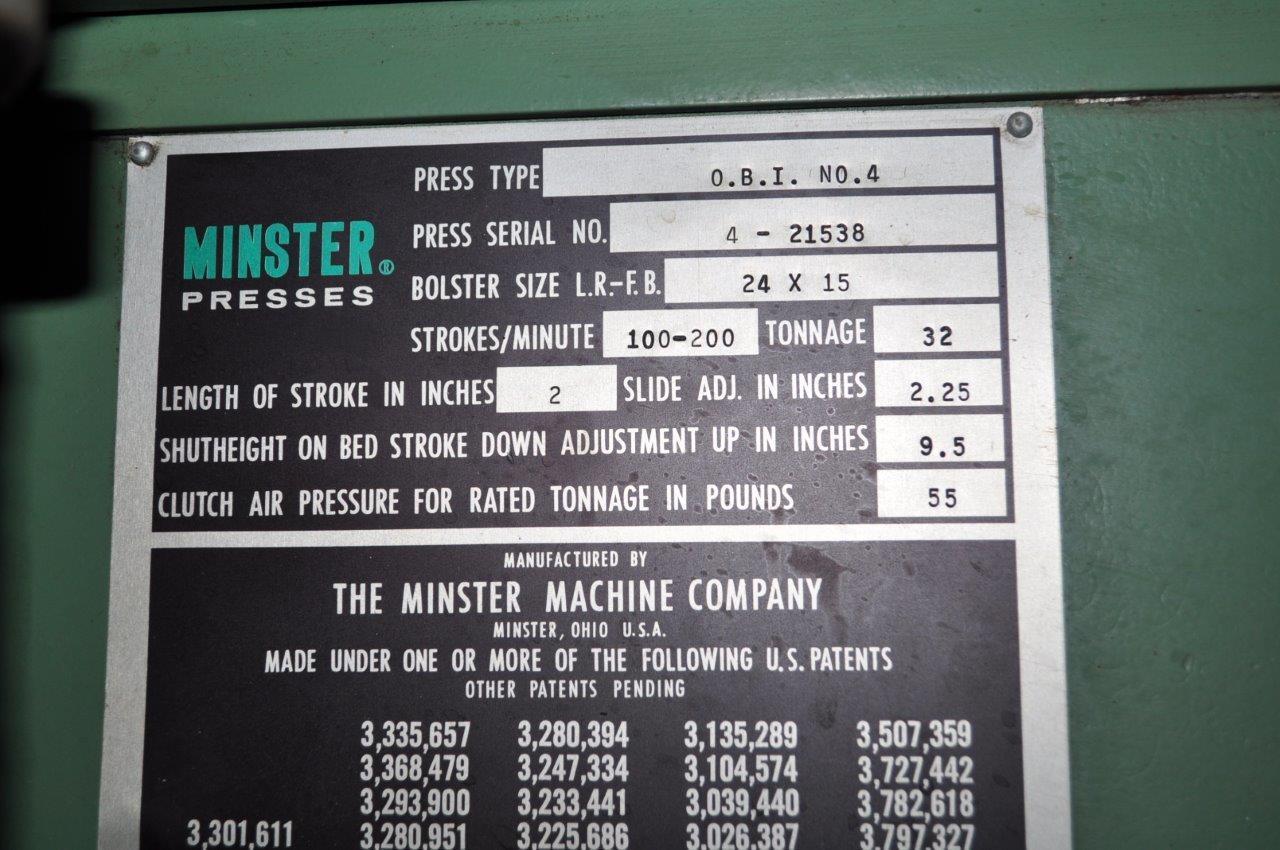 PRESS TYPE O.B.I. NO.4
MINSTER®
PRESSES
PRESS SERIAL NO. 4 - 21538
BOLSTER SIZE L.R.-F.B. 24 X 15
STROKES/MINUTE 100-200 TONNAGE 32
LENGTH OF STROKE IN INCHES 2 SLIDE ADJ. IN INCHES 2.25
SHUTHEIGHT ON BED STROKE DOWN ADJUSTMENT UP IN INCHES 9.5
CLUTCH AIR PRESSURE FOR RATED TONNAGE IN POUNDS 55
MANUFACTURED BY
THE MINSTER MACHINE COMPANY
MINSTER, OHIO U.S.A.
MADE UNDER ONE OR MORE OF THE FOLLOWING U.S. PATENTS
OTHER PATENTS PENDING
3,335,657 3,280,394 3,135,289 3,507,359
3,368,479 3,247,334 3,104,574 3,727,442
3,293,900 3,233,441 3,039,440 3,782,618
3,301,611 3,280,951 3,225,686 3,026,387 3,797,327